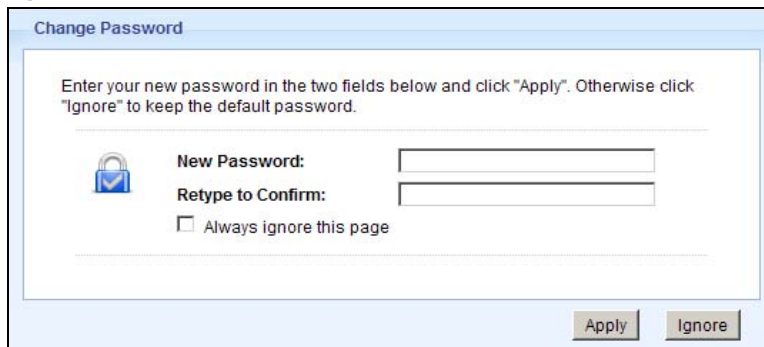 Change Password
Enter your new password in the two fields below and click "Apply". Otherwise click
"Ignore" to keep the default password.
New Password:
Retype to Confirm:
Always ignore this page
Apply Ignore